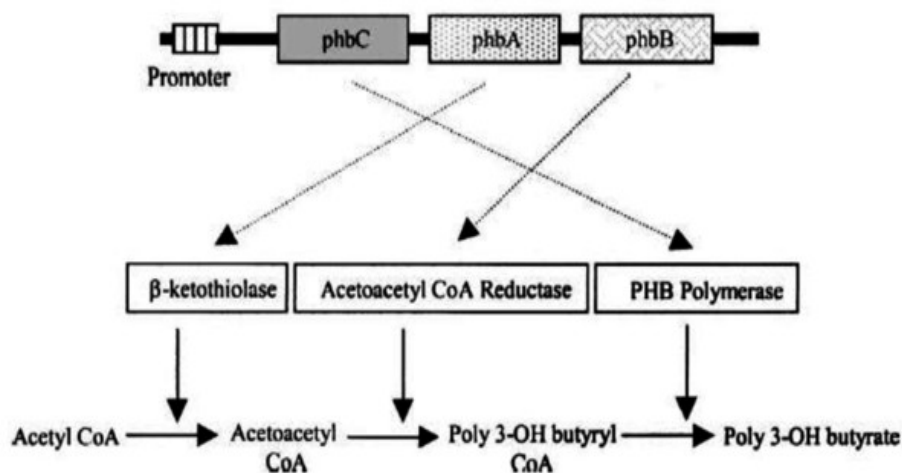 phbC phbA phbB
Promoter
β-ketothiolase Acetoacetyl CoA Reductase PHB Polymerase
Acetyl CoA Acetoacetyl CoA Poly 3-OH butyryl CoA Poly 3-OH butyrate